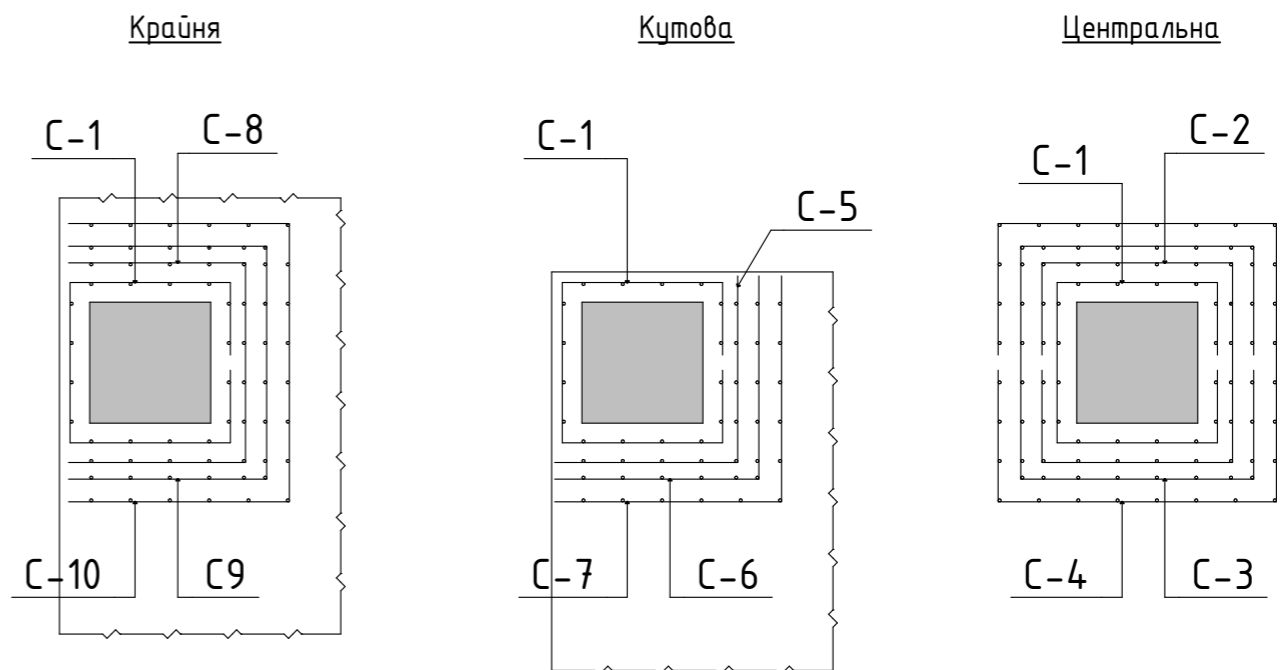 Крайня
С-1
С-8
С-10
С9
Кутова
С-1
С-5
С-7
С-6
Центральна
С-1
С-2
С-4
С-3